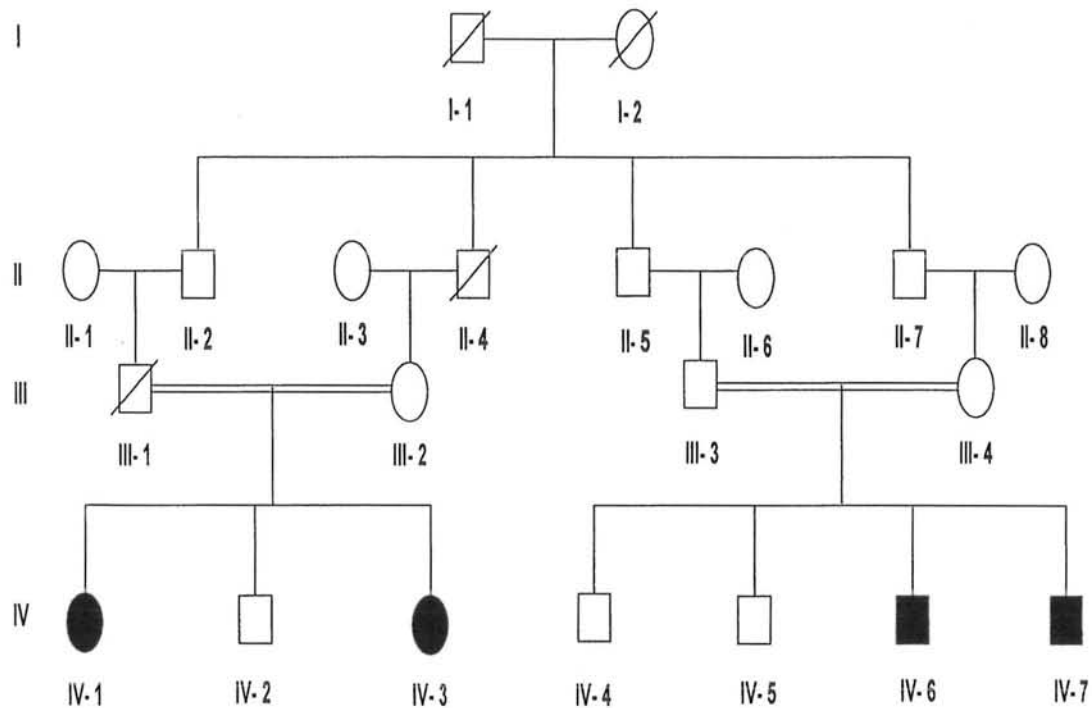 I
I-1 I-2
II
II-1 II-2 II-3 II-4 II-5 II-6 II-7 II-8
III
III-1 III-2 III-3 III-4
IV
IV-1 IV-2 IV-3 IV-4 IV-5 IV-6 IV-7